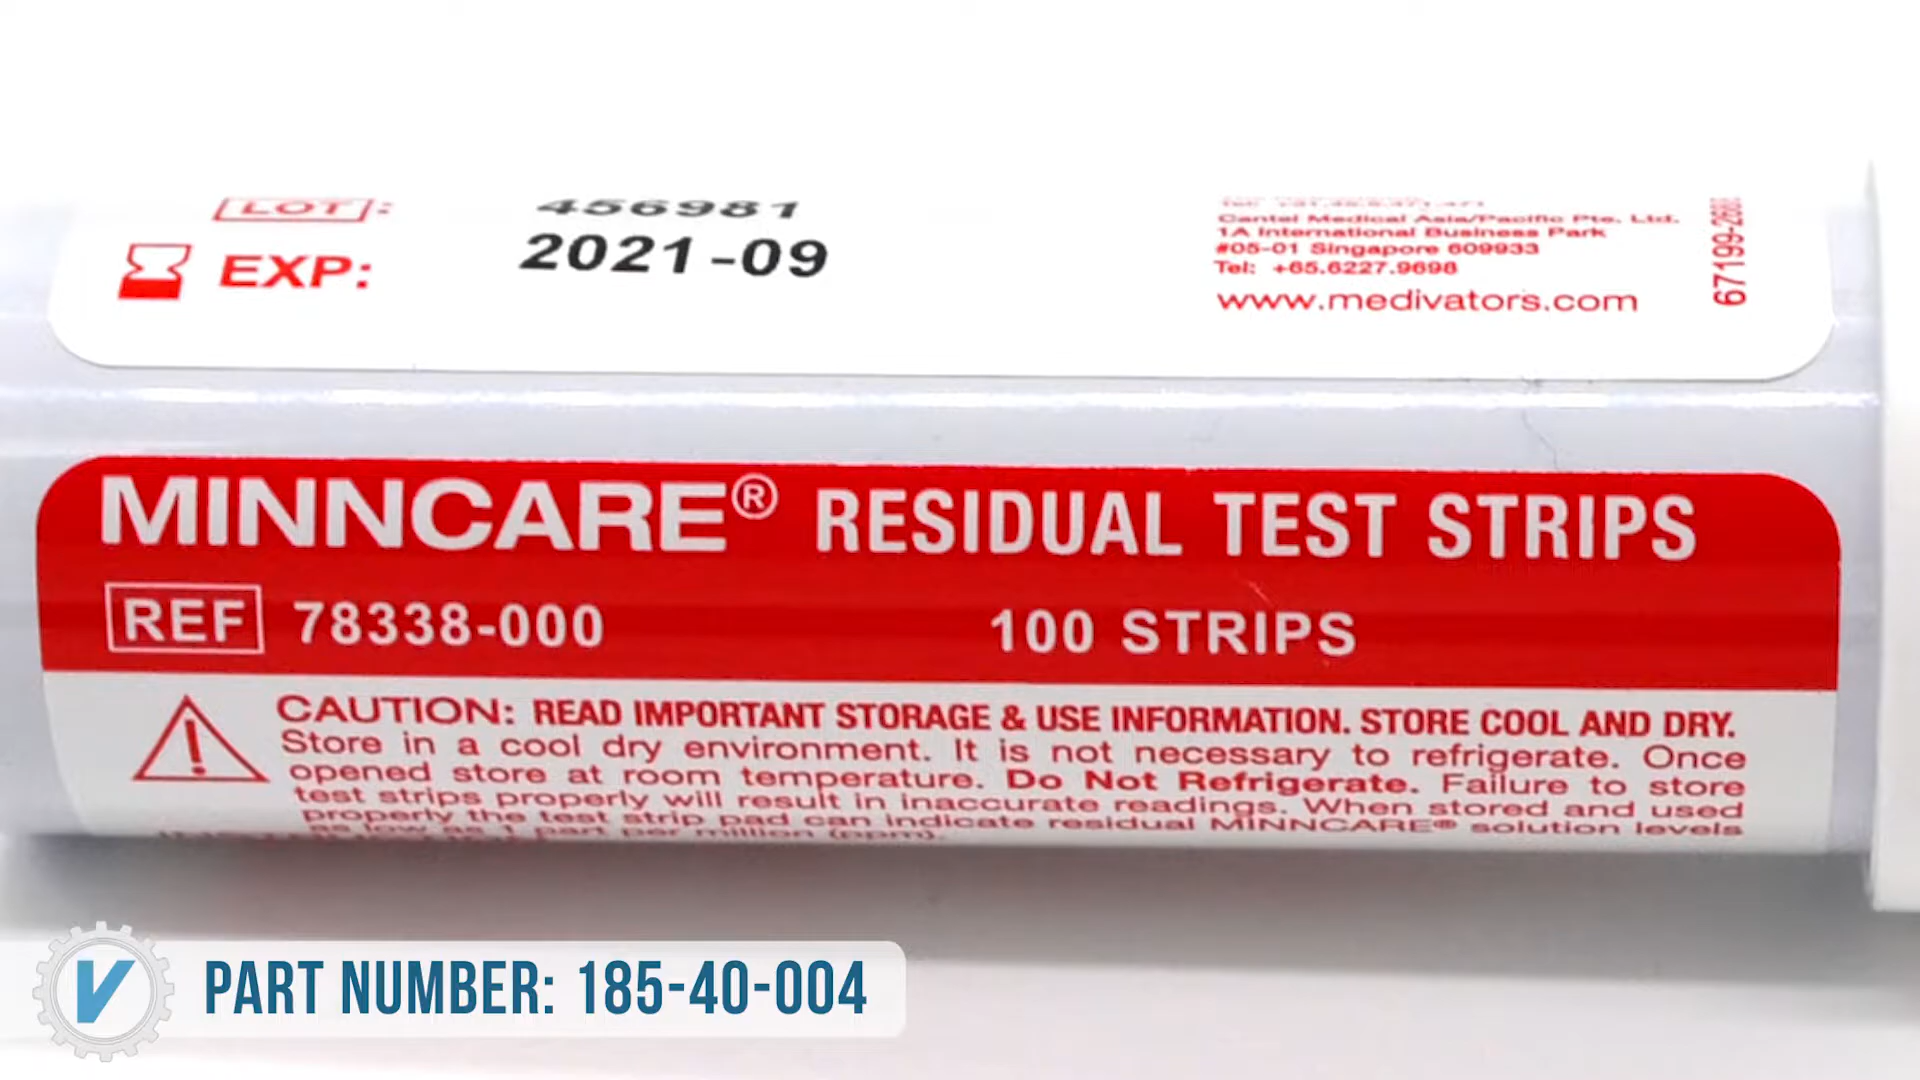 LOT: 456981
EXP: 2021-09
Cantel Medical Asia/Pacific Pte. Ltd.
1A International Business Park
#05-01 Singapore 609933
Tel: +65.6227.9698
www.medivators.com
MINNCARE® RESIDUAL TEST STRIPS
REF 78338-000 100 STRIPS
CAUTION: READ IMPORTANT STORAGE & USE INFORMATION. STORE COOL AND DRY.
Store in a cool dry environment. It is not necessary to refrigerate. Once
opened store at room temperature. Do Not Refrigerate. Failure to store
test strips properly will result in inaccurate readings. When stored and used
properly the test strip pad can indicate residual MINNCARE® solution levels
as low as 1 part per million (ppm).
V PART NUMBER: 185-40-004